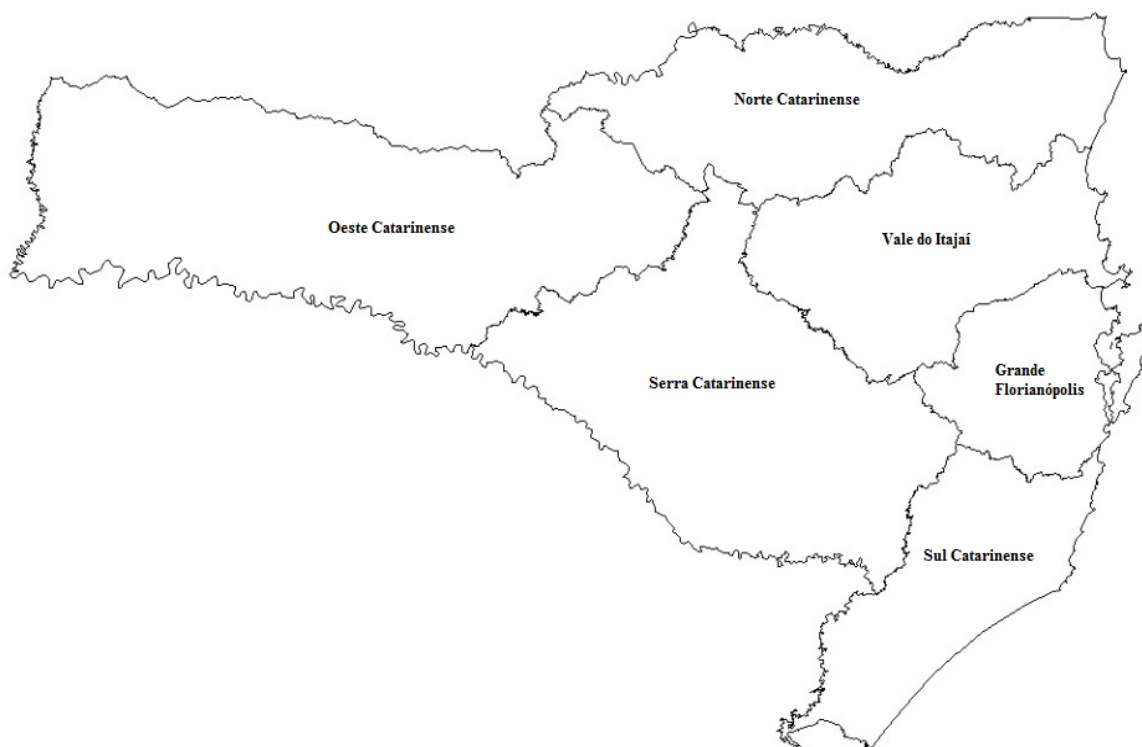 Norte Catarinense
Oeste Catarinense
Vale do Itajaí
Serra Catarinense
Grande
Florianópolis
Sul Catarinense